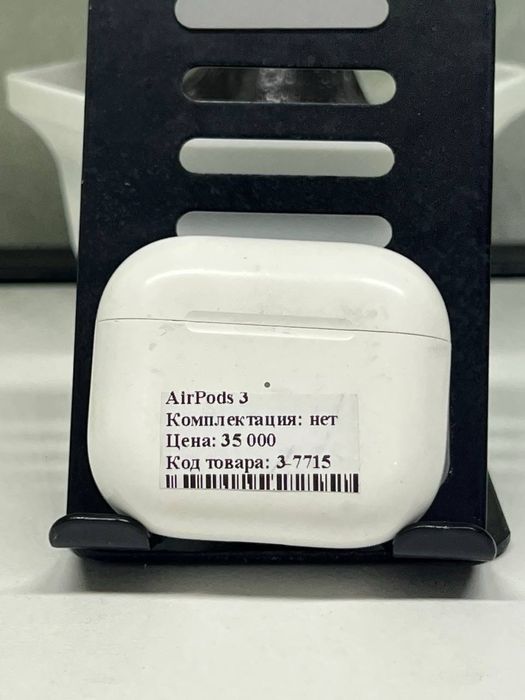 AirPods 3
Комплектация: нет
Цена: 35 000
Код товара: 3-7715